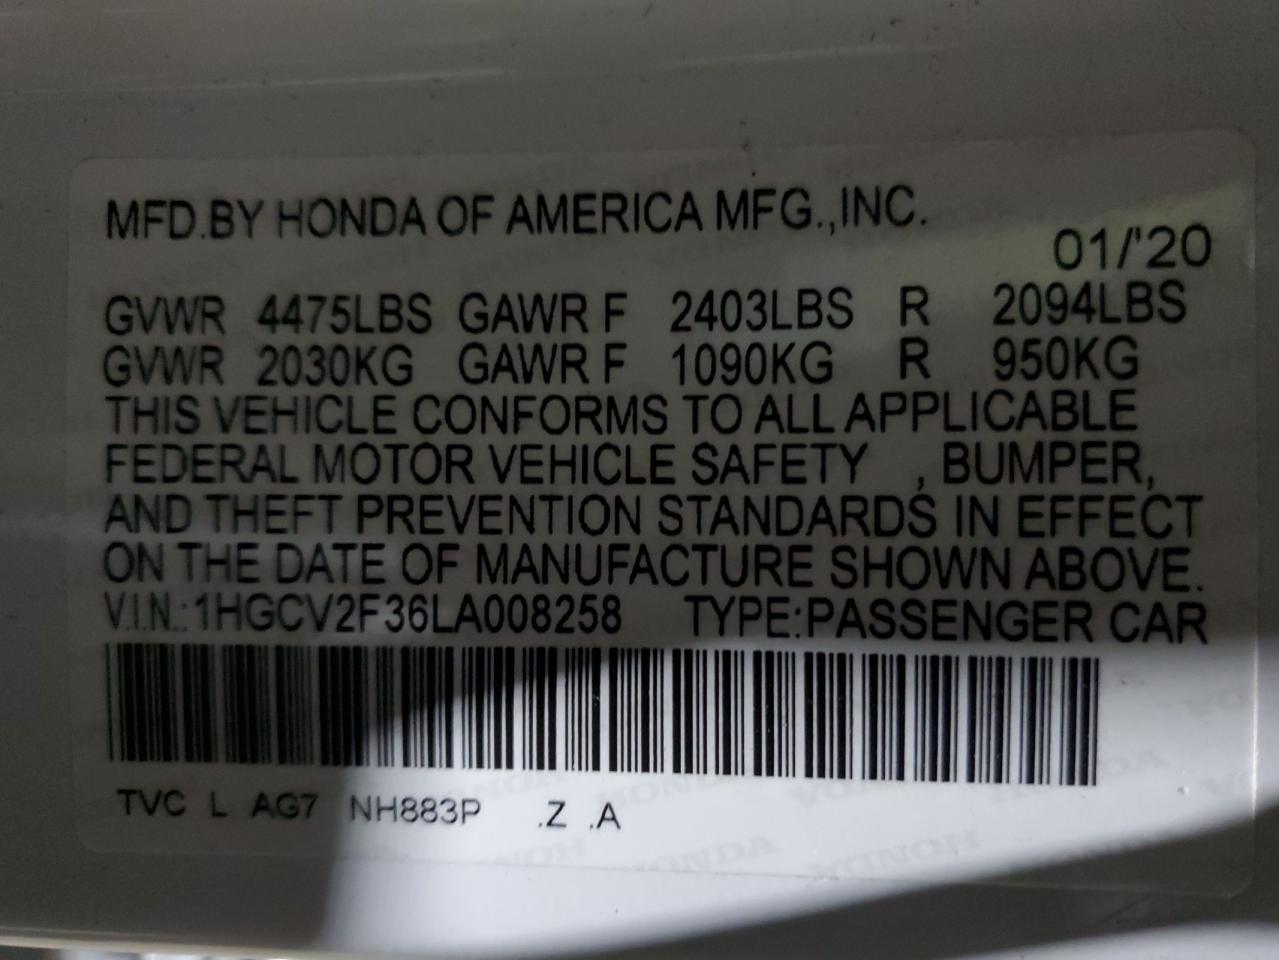 MFD.BY HONDA OF AMERICA MFG.,INC.
01/'20
GVWR 4475LBS GAWR F 2403LBS R 2094LBS
GVWR 2030KG GAWR F 1090KG R 950KG
THIS VEHICLE CONFORMS TO ALL APPLICABLE
FEDERAL MOTOR VEHICLE SAFETY , BUMPER,
AND THEFT PREVENTION STANDARDS IN EFFECT
ON THE DATE OF MANUFACTURE SHOWN ABOVE.
V.I.N.:1HGCV2F36LA008258 TYPE:PASSENGER CAR
TVC L AG7 NH883P .Z .A